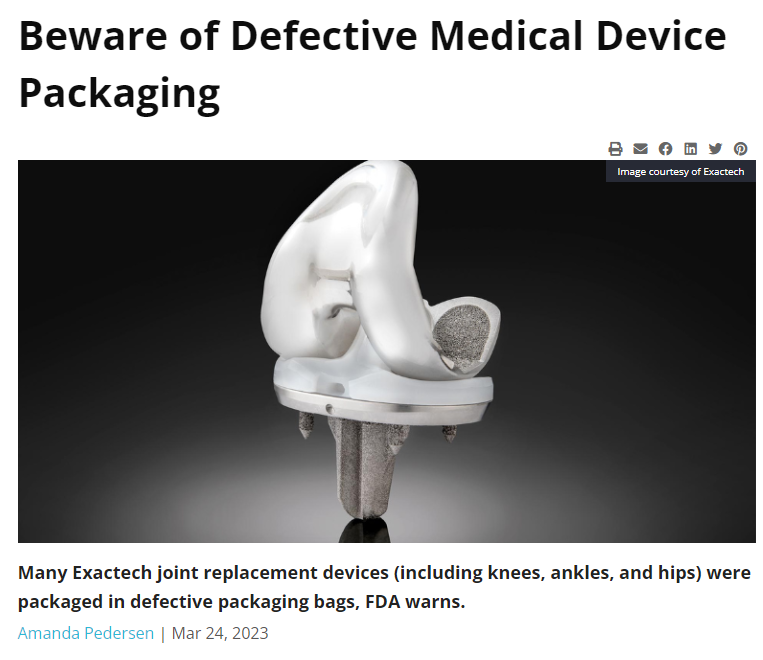 Beware of Defective Medical Device
Packaging
Image courtesy of Exactech
Many Exactech joint replacement devices (including knees, ankles, and hips) were
packaged in defective packaging bags, FDA warns.
Amanda Pedersen | Mar 24, 2023